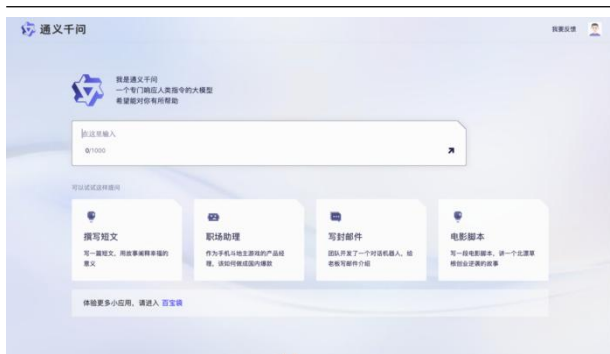 通义千问
我要反馈
我是通义千问
一个专门响应人类指令的大模型
希望能对你有所帮助
在这里输入
0/1000
可以试试这样提问
撰写短文
写一篇短文，用故事阐释幸福的
意义
职场助理
作为手机斗地主游戏的产品经
理，该如何做成国内爆款
写封邮件
团队开发了一个对话机器人，给
老板写邮件介绍
电影脚本
写一段电影脚本，讲一个北漂草
根创业逆袭的故事
体验更多小应用，请进入 百宝袋